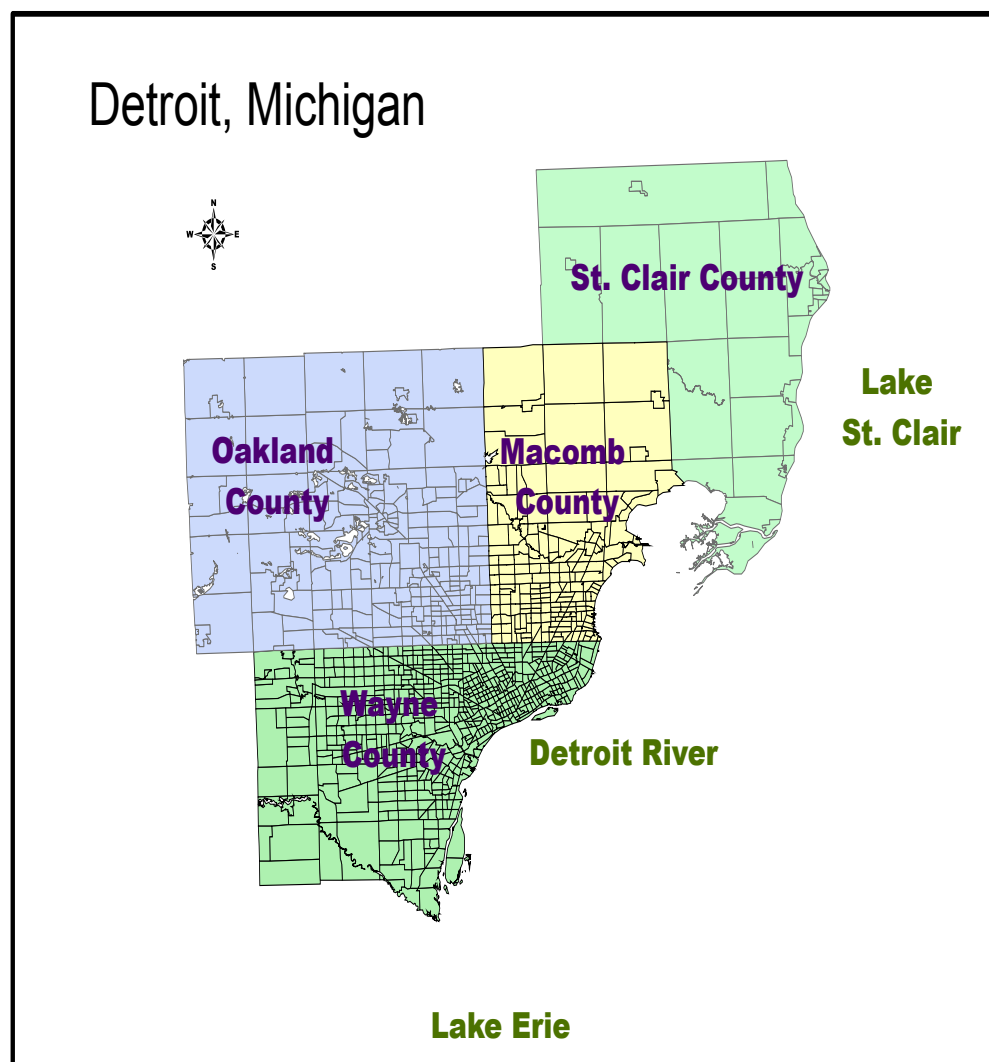 Detroit, Michigan
N
W E
S
St. Clair County
Lake
St. Clair
Oakland
County
Macomb
County
Wayne
County
Detroit River
Lake Erie